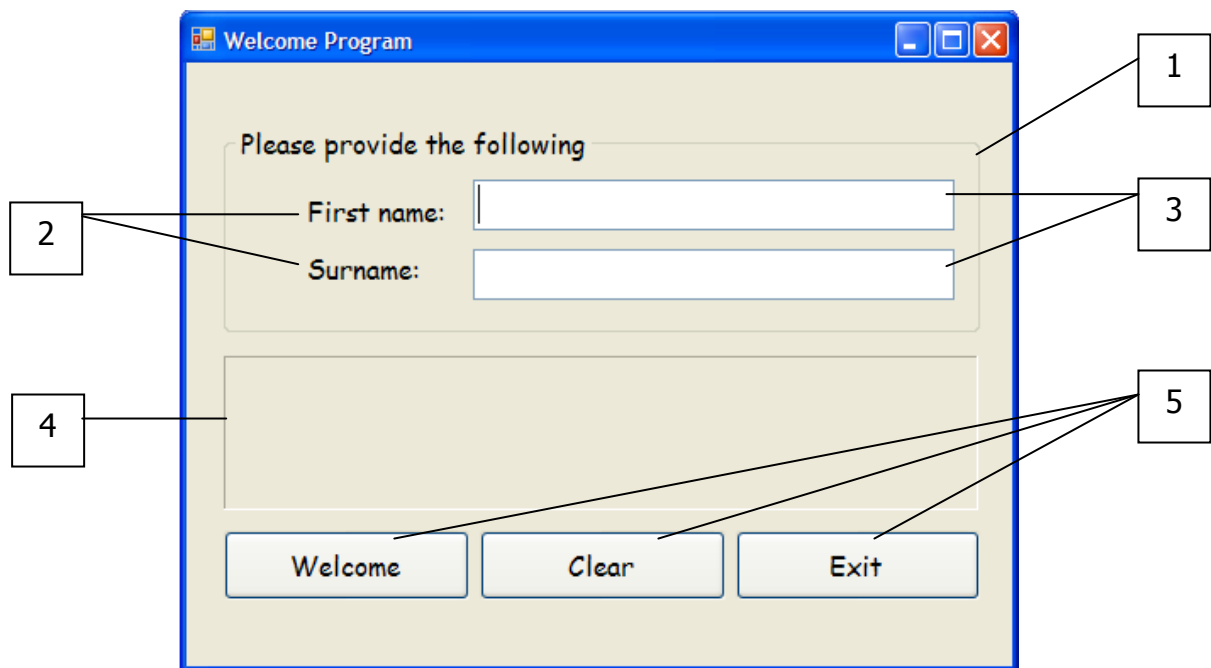 Welcome Program
1
Please provide the following
First name:
3
2
Surname:
4
5
Welcome Clear Exit